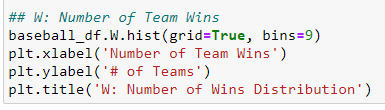 ## W: Number of Team Wins
baseball_df.W.hist(grid=True, bins=9)
plt.xlabel('Number of Team Wins')
plt.ylabel('# of Teams')
plt.title('W: Number of Wins Distribution')